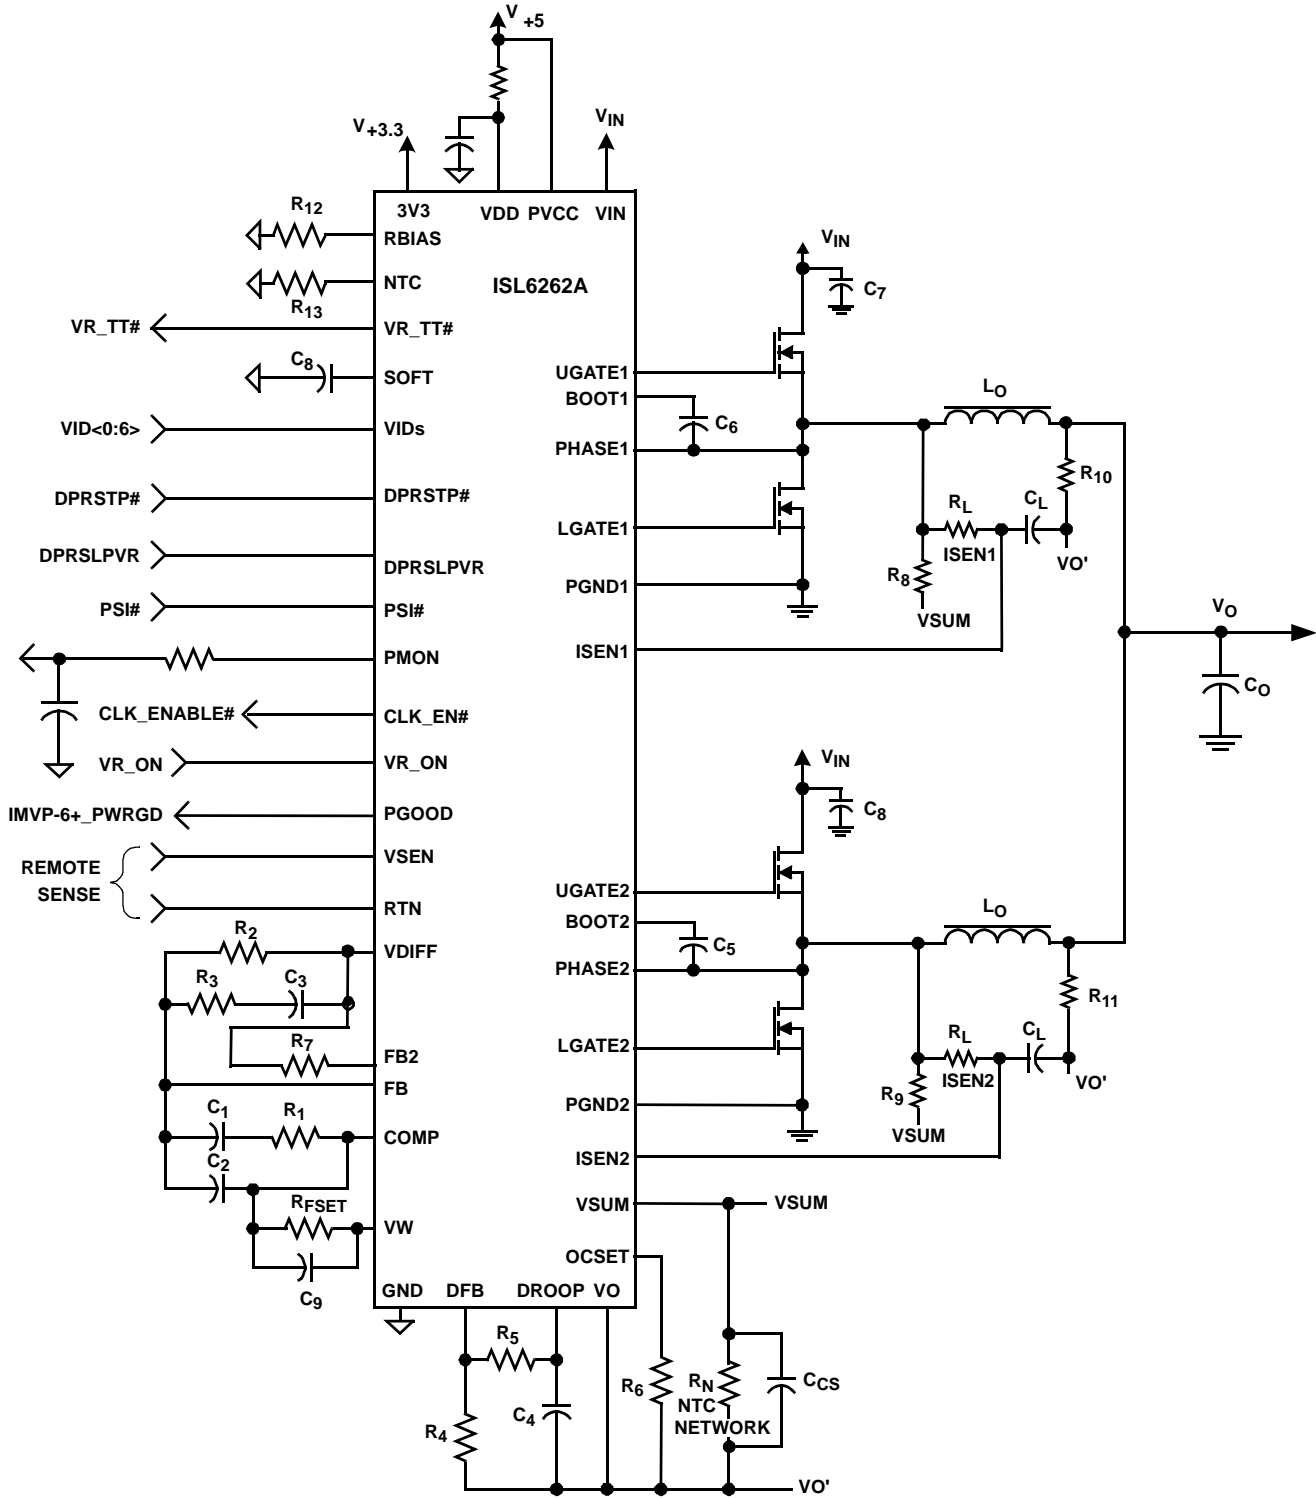 V +5
V +3.3
VIN
3V3
VDD PVCC VIN
ISL6262A
R12
RBIAS
NTC
R13
VR_TT#
VR_TT#
C8
SOFT
VID<0:6>
VIDs
DPRSTP#
DPRSTP#
DPRSLPVR
DPRSLPVR
PSI#
PSI#
PMON
CLK_ENABLE#
CLK_EN#
VR_ON
VR_ON
IMVP-6+_PWRGD
PGOOD
REMOTE
SENSE
VSEN
RTN
R2
VDIFF
R3
C3
R7
FB2
FB
C1
R1
COMP
C2
RFSET
VW
C9
GND
DFB
DROOP
VO
VIN
C7
UGATE1
BOOT1
C6
PHASE1
LGATE1
PGND1
ISEN1
LO
R10
RL
CL
ISEN1
VO'
R8
VSUM
VO
CO
VIN
C8
UGATE2
BOOT2
C5
PHASE2
LGATE2
PGND2
ISEN2
LO
R11
RL
CL
ISEN2
VO'
R9
VSUM
VSUM
VSUM
OCSET
R5
R4
C4
R6
RN
NTC
NETWORK
CCS
VO'